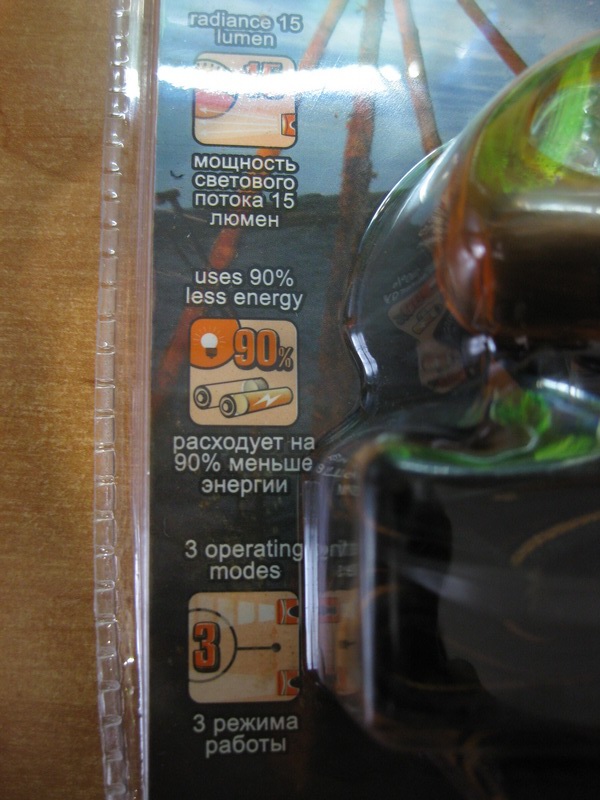 radiance 15
lumen
15
мощность
светового
потока 15
люмен
uses 90%
less energy
90%
расходует на
90% меньше
энергии
3 operating
modes
3
3 режима
работы